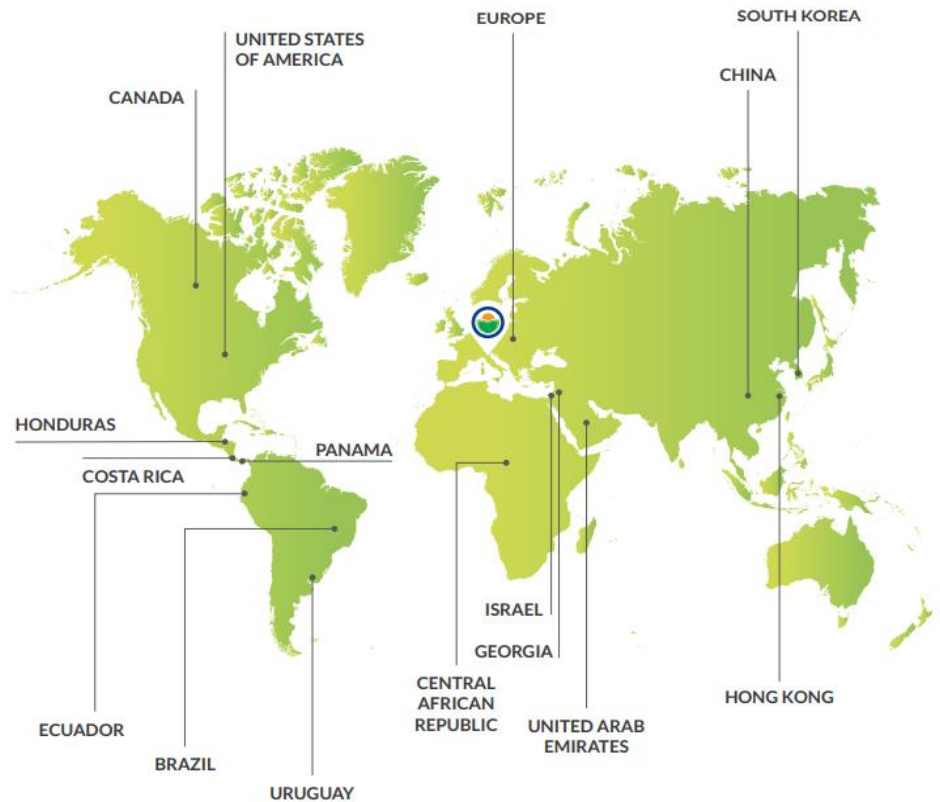 EUROPE
SOUTH KOREA
UNITED STATES
OF AMERICA
CHINA
CANADA
HONDURAS
PANAMA
COSTA RICA
ISRAEL
GEORGIA
CENTRAL
AFRICAN
REPUBLIC
HONG KONG
ECUADOR
UNITED ARAB
EMIRATES
BRAZIL
URUGUAY